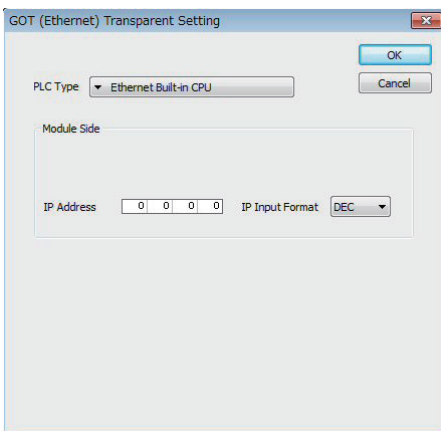 GOT (Ethernet) Transparent Setting
OK
PLC Type Ethernet Built-in CPU Cancel
Module Side
IP Address 0 0 0 0 IP Input Format DEC